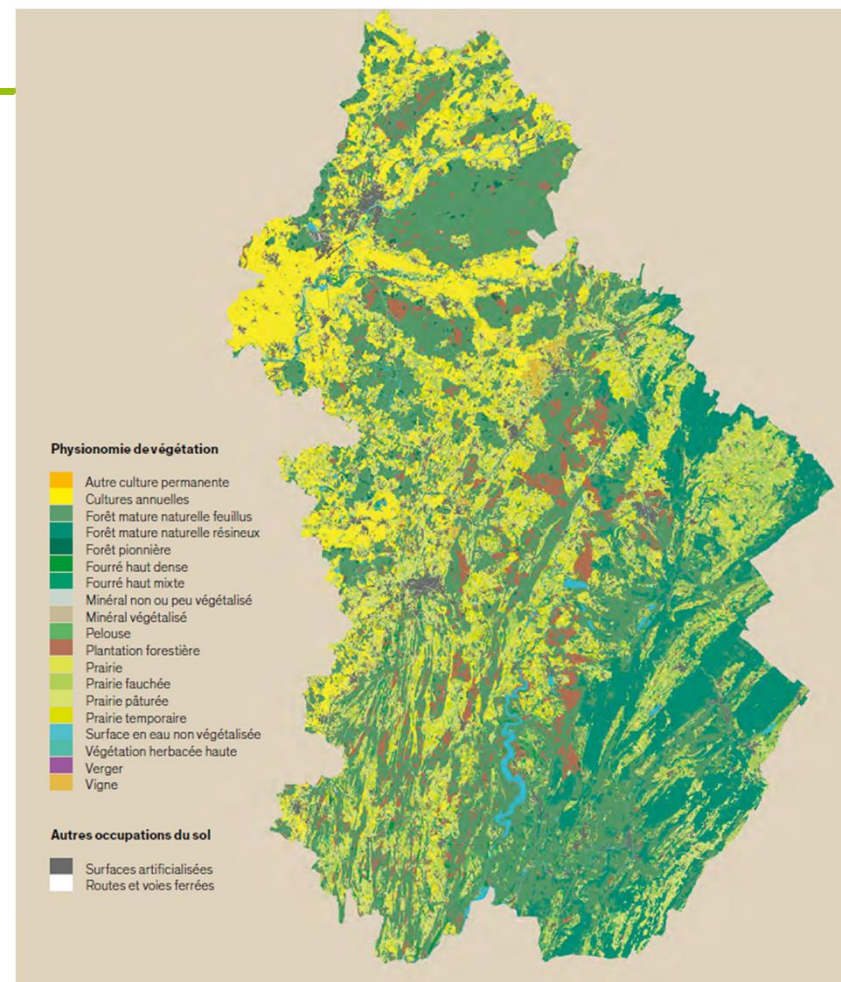 Physionomie de végétation
Autre culture permanente
Cultures annuelles
Forêt mature naturelle feuillus
Forêt mature naturelle résineux
Forêt pionnière
Fourré haut dense
Fourré haut mixte
Minéral non ou peu végétalisé
Minéral végétalisé
Pelouse
Plantation forestière
Prairie
Prairie fauchée
Prairie pâturée
Prairie temporaire
Surface en eau non végétalisée
Végétation herbacée haute
Verger
Vigne
Autres occupations du sol
Surfaces artificialisées
Routes et voies ferrées